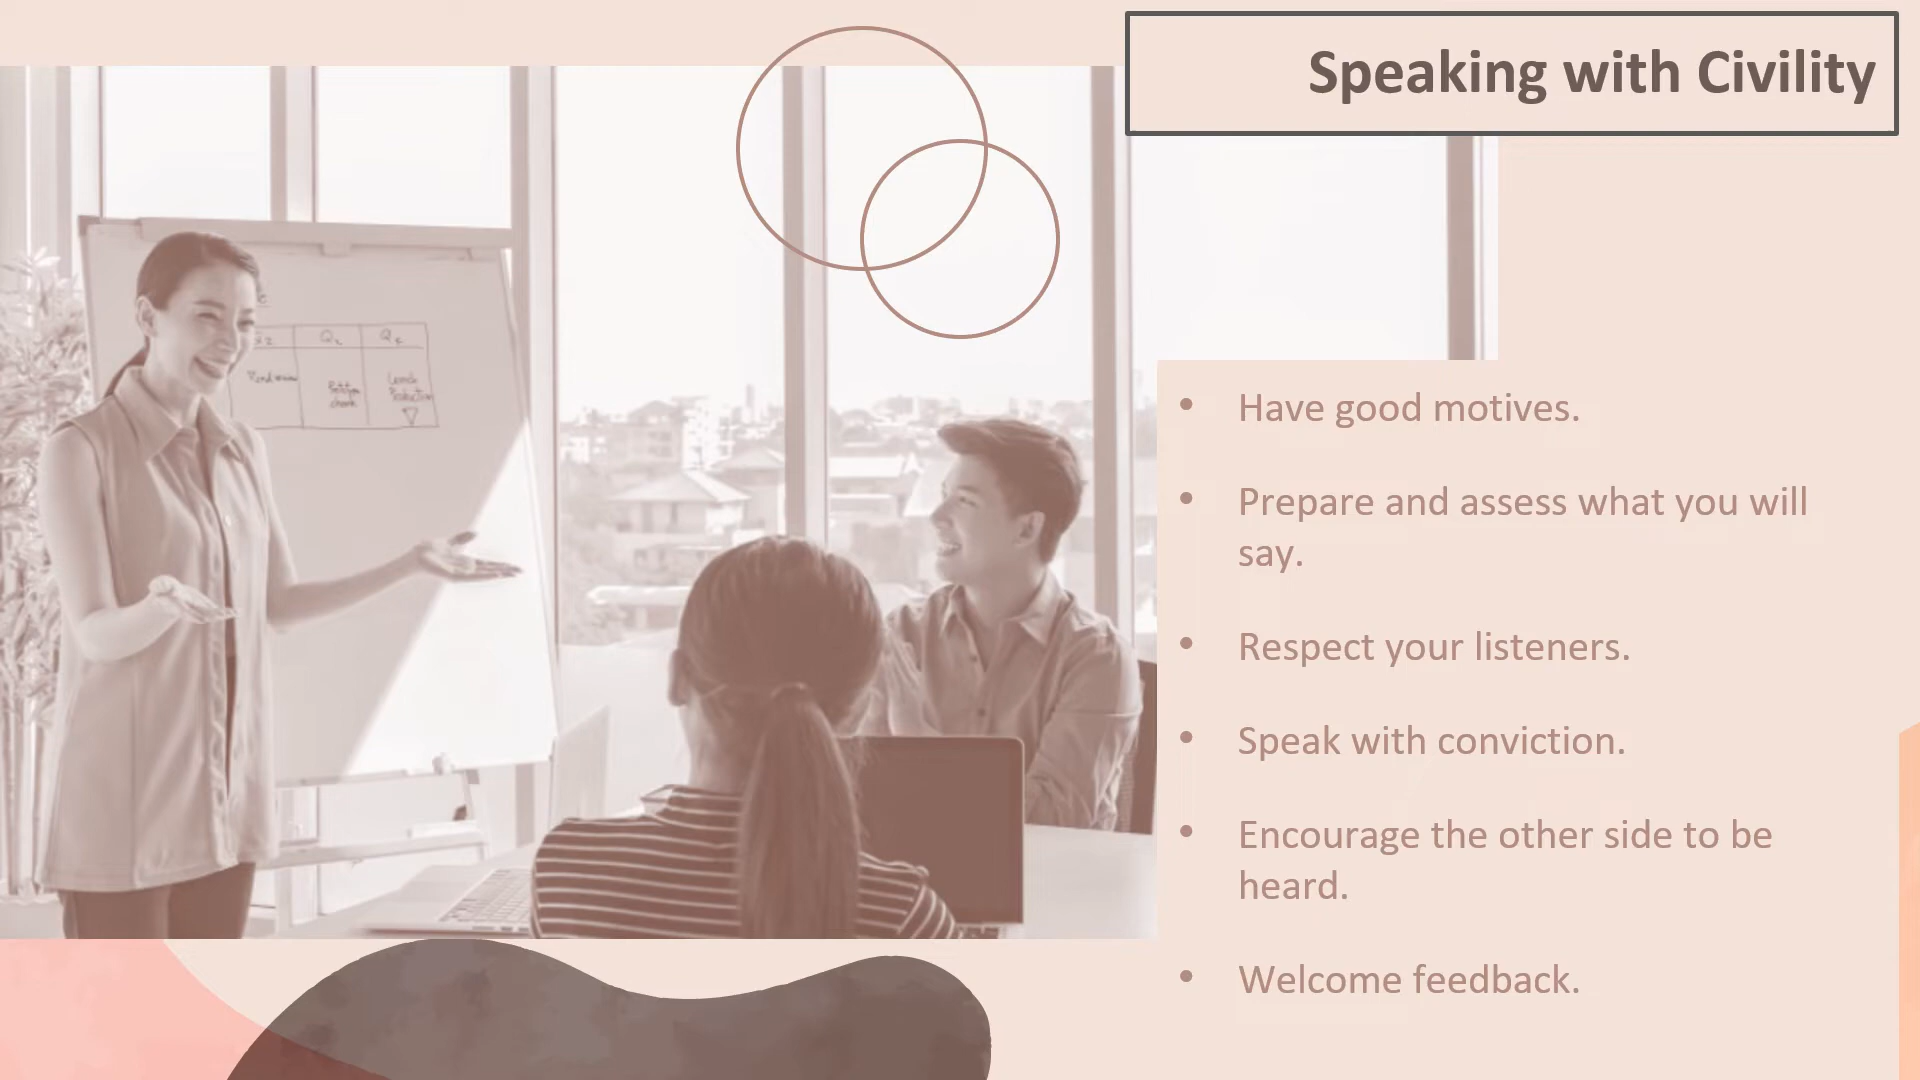 Speaking with Civility
• Have good motives.
• Prepare and assess what you will
say.
• Respect your listeners.
• Speak with conviction.
• Encourage the other side to be
heard.
• Welcome feedback.
Q
Q